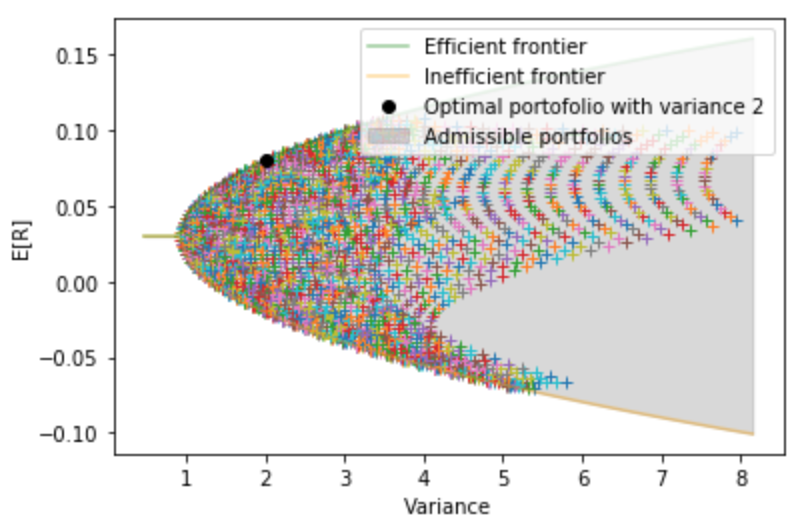 0.15
0.10
0.05
0.00
−0.05
−0.10
E[R]
Efficient frontier
Inefficient frontier
Optimal portofolio with variance 2
Admissible portfolios
1 2 3 4 5 6 7 8
Variance